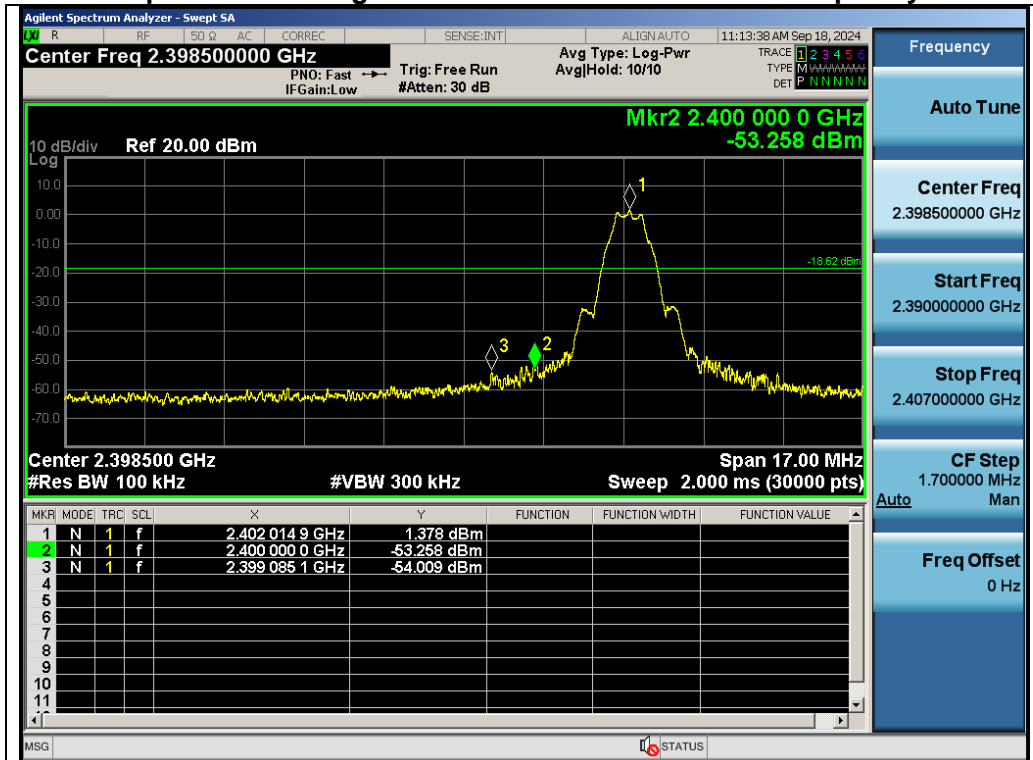 Agilent Spectrum Analyzer - Swept SA
LXI R RF 50 Ω AC CORREC SENSE:INT ALIGN AUTO 11:13:38 AM Sep 18, 2024
Center Freq 2.398500000 GHz
PNO: Fast
IFGain:Low
Trig: Free Run
#Atten: 30 dB
Avg Type: Log-Pwr
Avg|Hold: 10/10
TRACE 1 2 3 4 5 6
TYPE M W W W W W
DET P N N N N N
Mkr2 2.400 000 0 GHz
-53.258 dBm
10 dB/div Ref 20.00 dBm
Log
10.0
0.00
-10.0
-20.0
-30.0
-40.0
-50.0
-60.0
-70.0
1
-18.62 dBm
3
2
Center 2.398500 GHz Span 17.00 MHz
#Res BW 100 kHz #VBW 300 kHz Sweep 2.000 ms (30000 pts)
MKR MODE TRC SCL X Y FUNCTION FUNCTION WIDTH FUNCTION VALUE
1 N 1 f 2.402 014 9 GHz 1.378 dBm
2 N 1 f 2.400 000 0 GHz -53.258 dBm
3 N 1 f 2.399 085 1 GHz -54.009 dBm
4
5
6
7
8
9
10
11
MSG STATUS
Frequency
Auto Tune
Center Freq
2.398500000 GHz
Start Freq
2.390000000 GHz
Stop Freq
2.407000000 GHz
CF Step
1.700000 MHz
Auto Man
Freq Offset
0 Hz